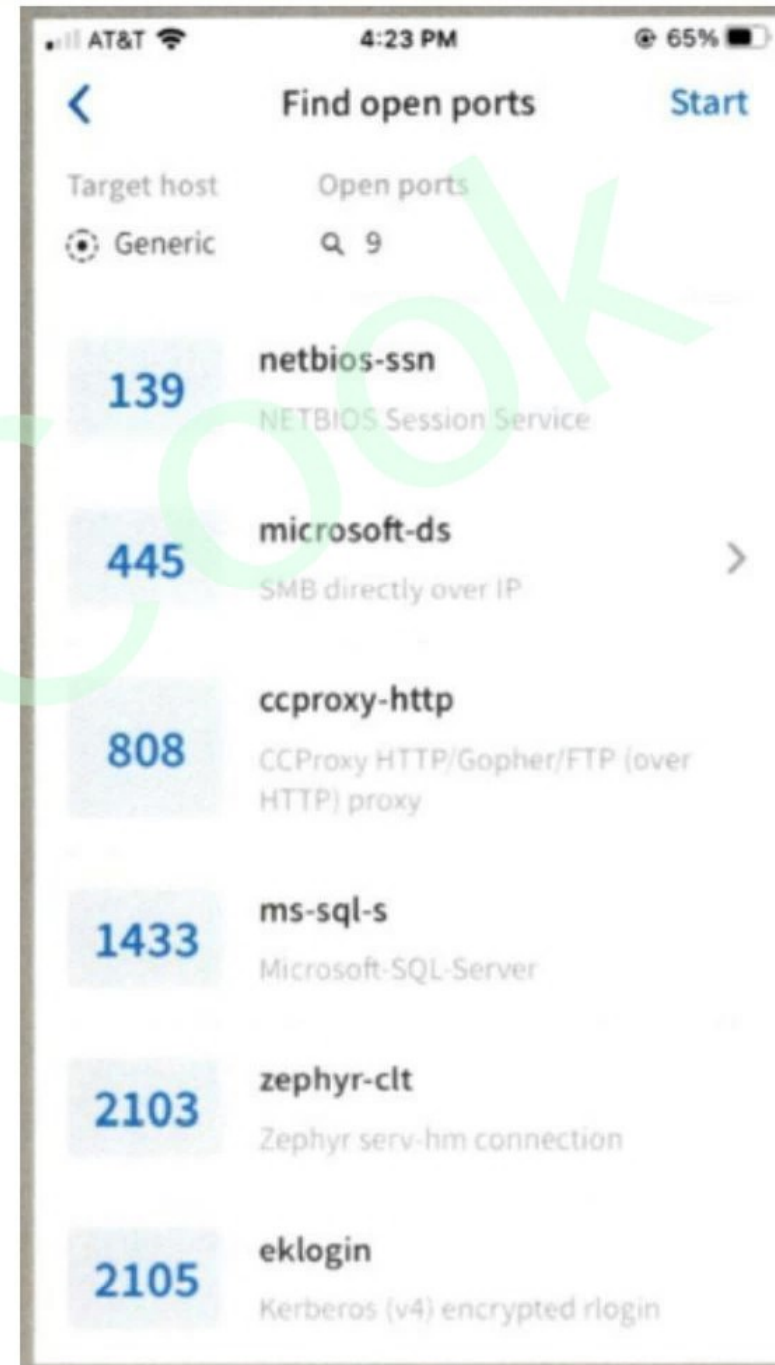 AT&T 4:23 PM 65%
Find open ports Start
Target host Open ports
Generic 9
139 netbios-ssn
NETBIOS Session Service
445 microsoft-ds
SMB directly over IP
808 ccproxy-http
CCProxy HTTP/Gopher/FTP (over
HTTP) proxy
1433 ms-sql-s
Microsoft-SQL-Server
2103 zephyr-clt
Zephyr serv-hm connection
2105 eklogin
Kerberos (v4) encrypted rlogin
Cook